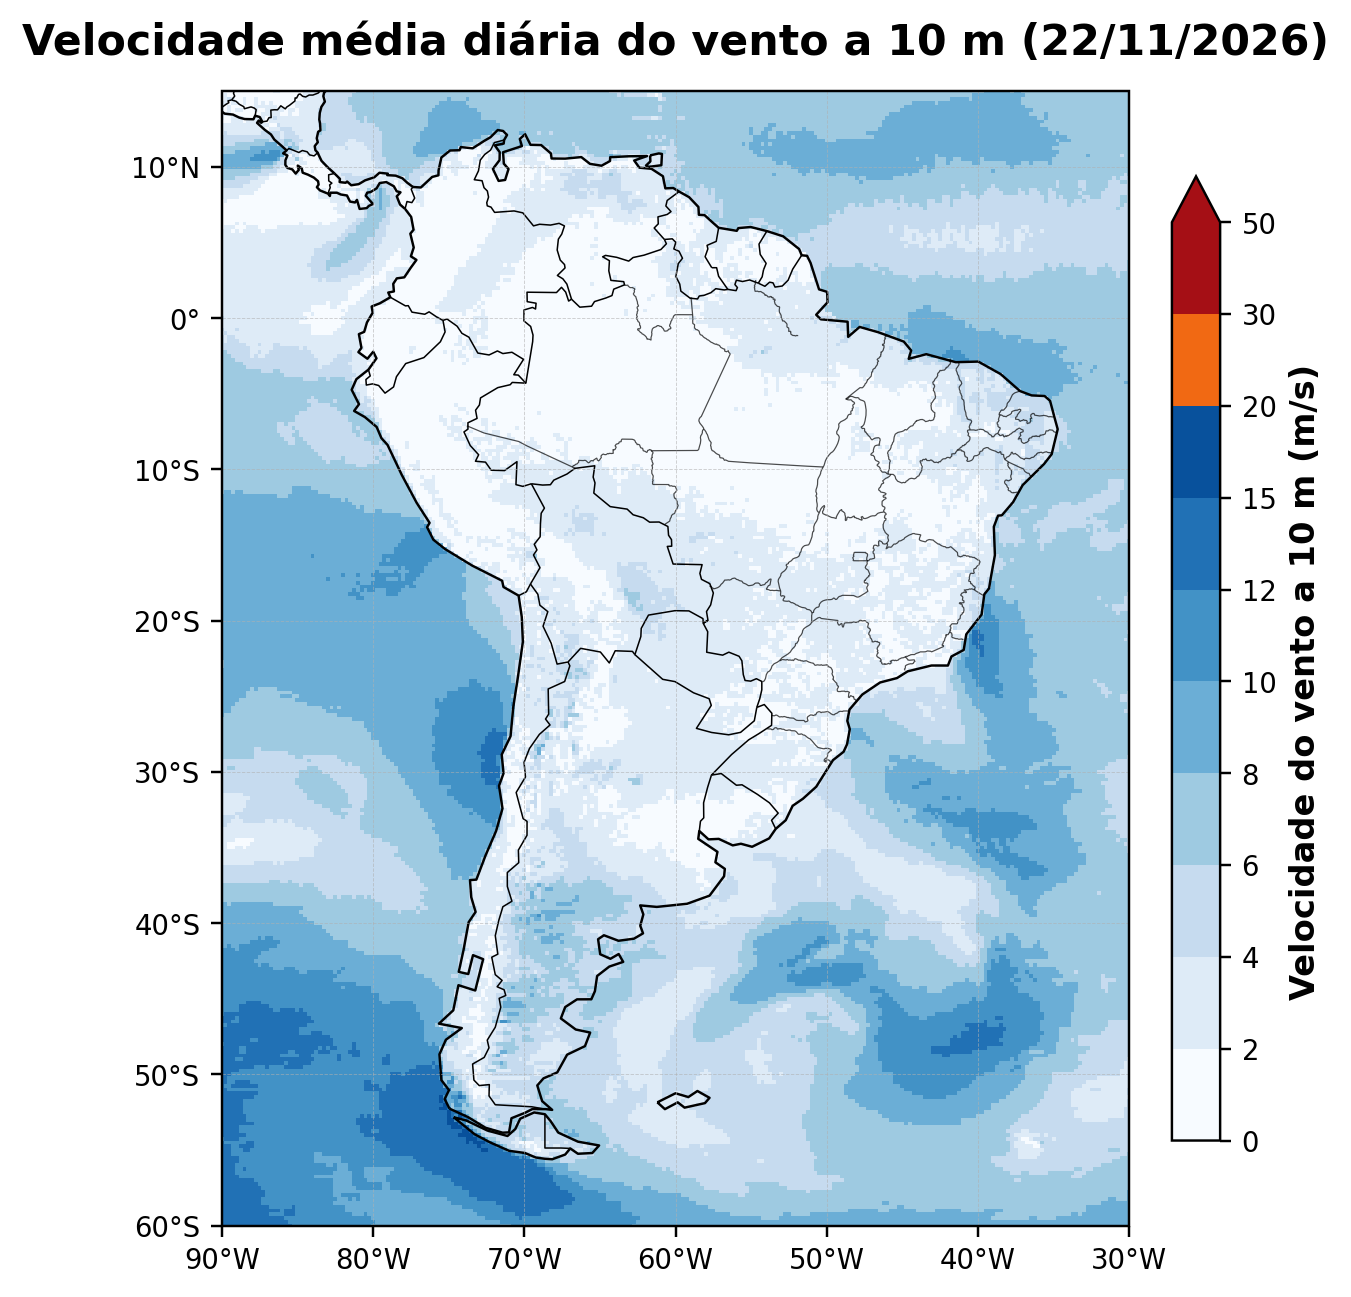 Velocidade média diária do vento a 10 m (22/11/2026)
10°N
0°
10°S
20°S
30°S
40°S
50°S
60°S
90°W
80°W
70°W
60°W
50°W
40°W
30°W
50
30
20
15
12
10
8
6
4
2
0
Velocidade do vento a 10 m (m/s)